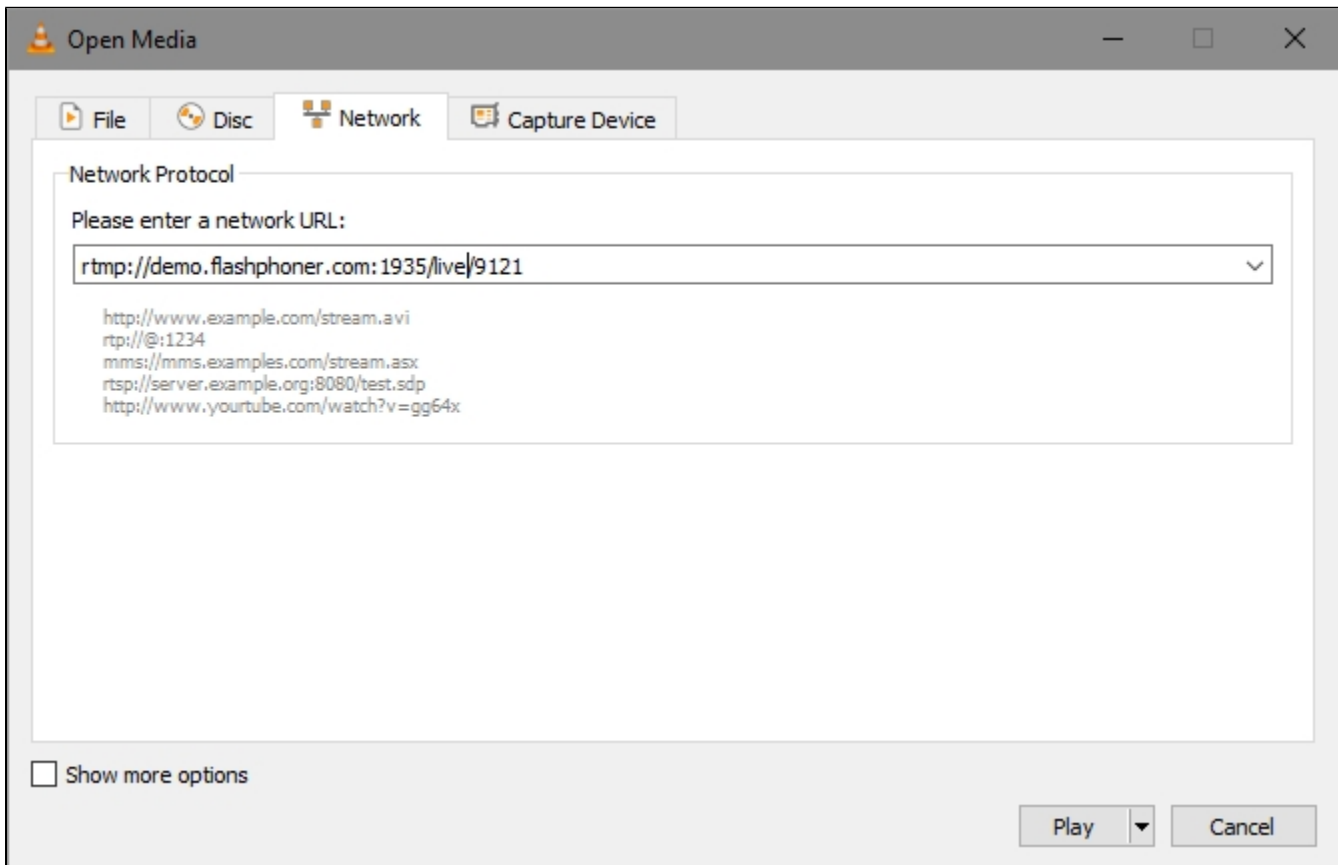 Open Media
File Disc Network Capture Device
Network Protocol
Please enter a network URL:
rtmp://demo.flashphoner.com:1935/live/9121
http://www.example.com/stream.avi
rtp://@:1234
mms://mms.examples.com/stream.asx
rtsp://server.example.org:8080/test.sdp
http://www.yourtube.com/watch?v=gg64x
Show more options
Play Cancel